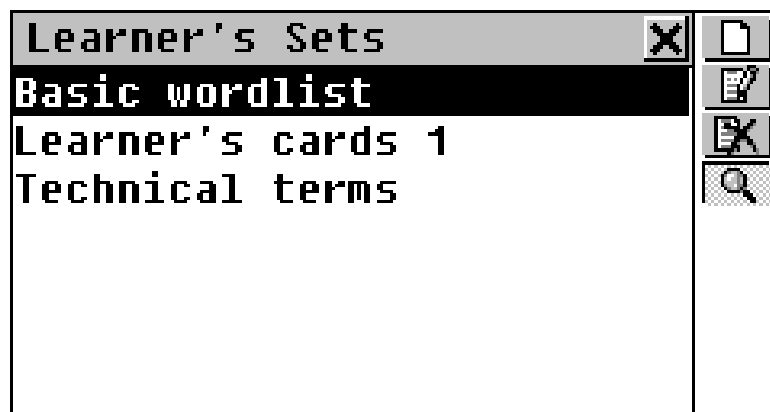 Learner's Sets
Basic wordlist
Learner's cards 1
Technical terms